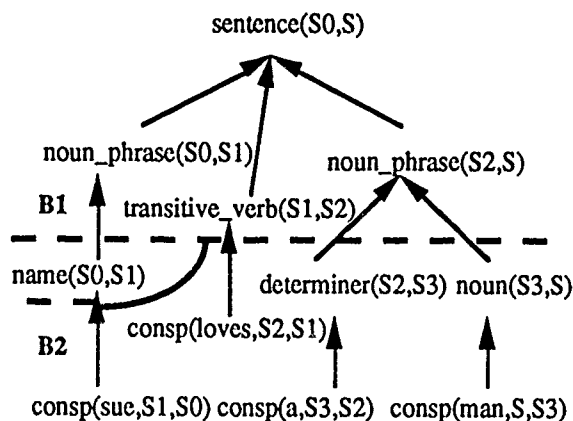 sentence(S0,S)
noun_phrase(S0,S1)
noun_phrase(S2,S)
B1
transitive_verb(S1,S2)
name(S0,S1)
determiner(S2,S3)
noun(S3,S)
B2
consp(loves,S2,S1)
consp(sue,S1,S0)
consp(a,S3,S2)
consp(man,S,S3)